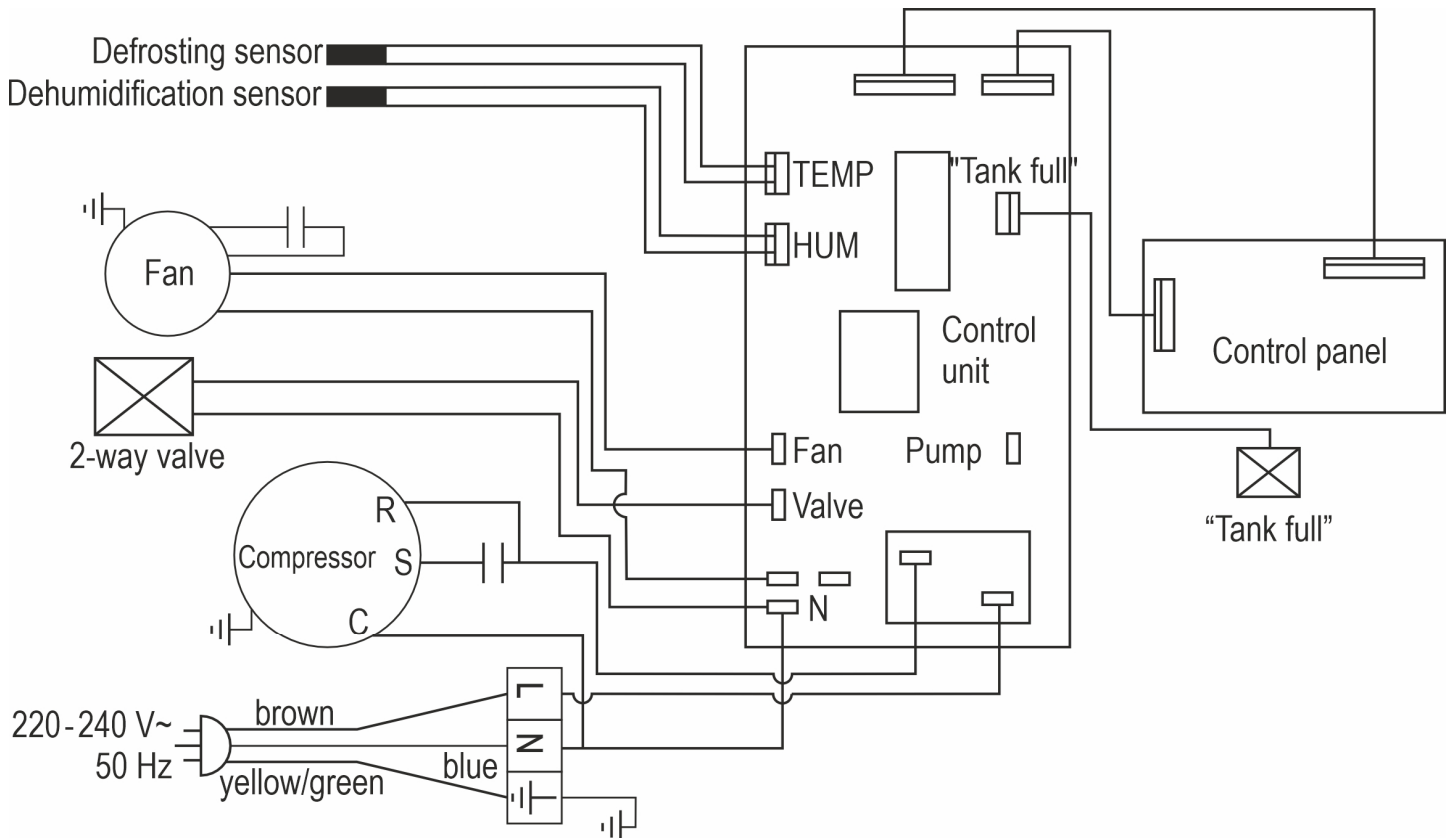 Defrosting sensor
Dehumidification sensor
TEMP
"Tank full"
HUM
Fan
Control
unit
Control panel
2-way valve
Fan
Pump
Valve
R
Compressor
S
C
“Tank full”
N
L
N
220-240 V~
50 Hz
brown
blue
yellow/green